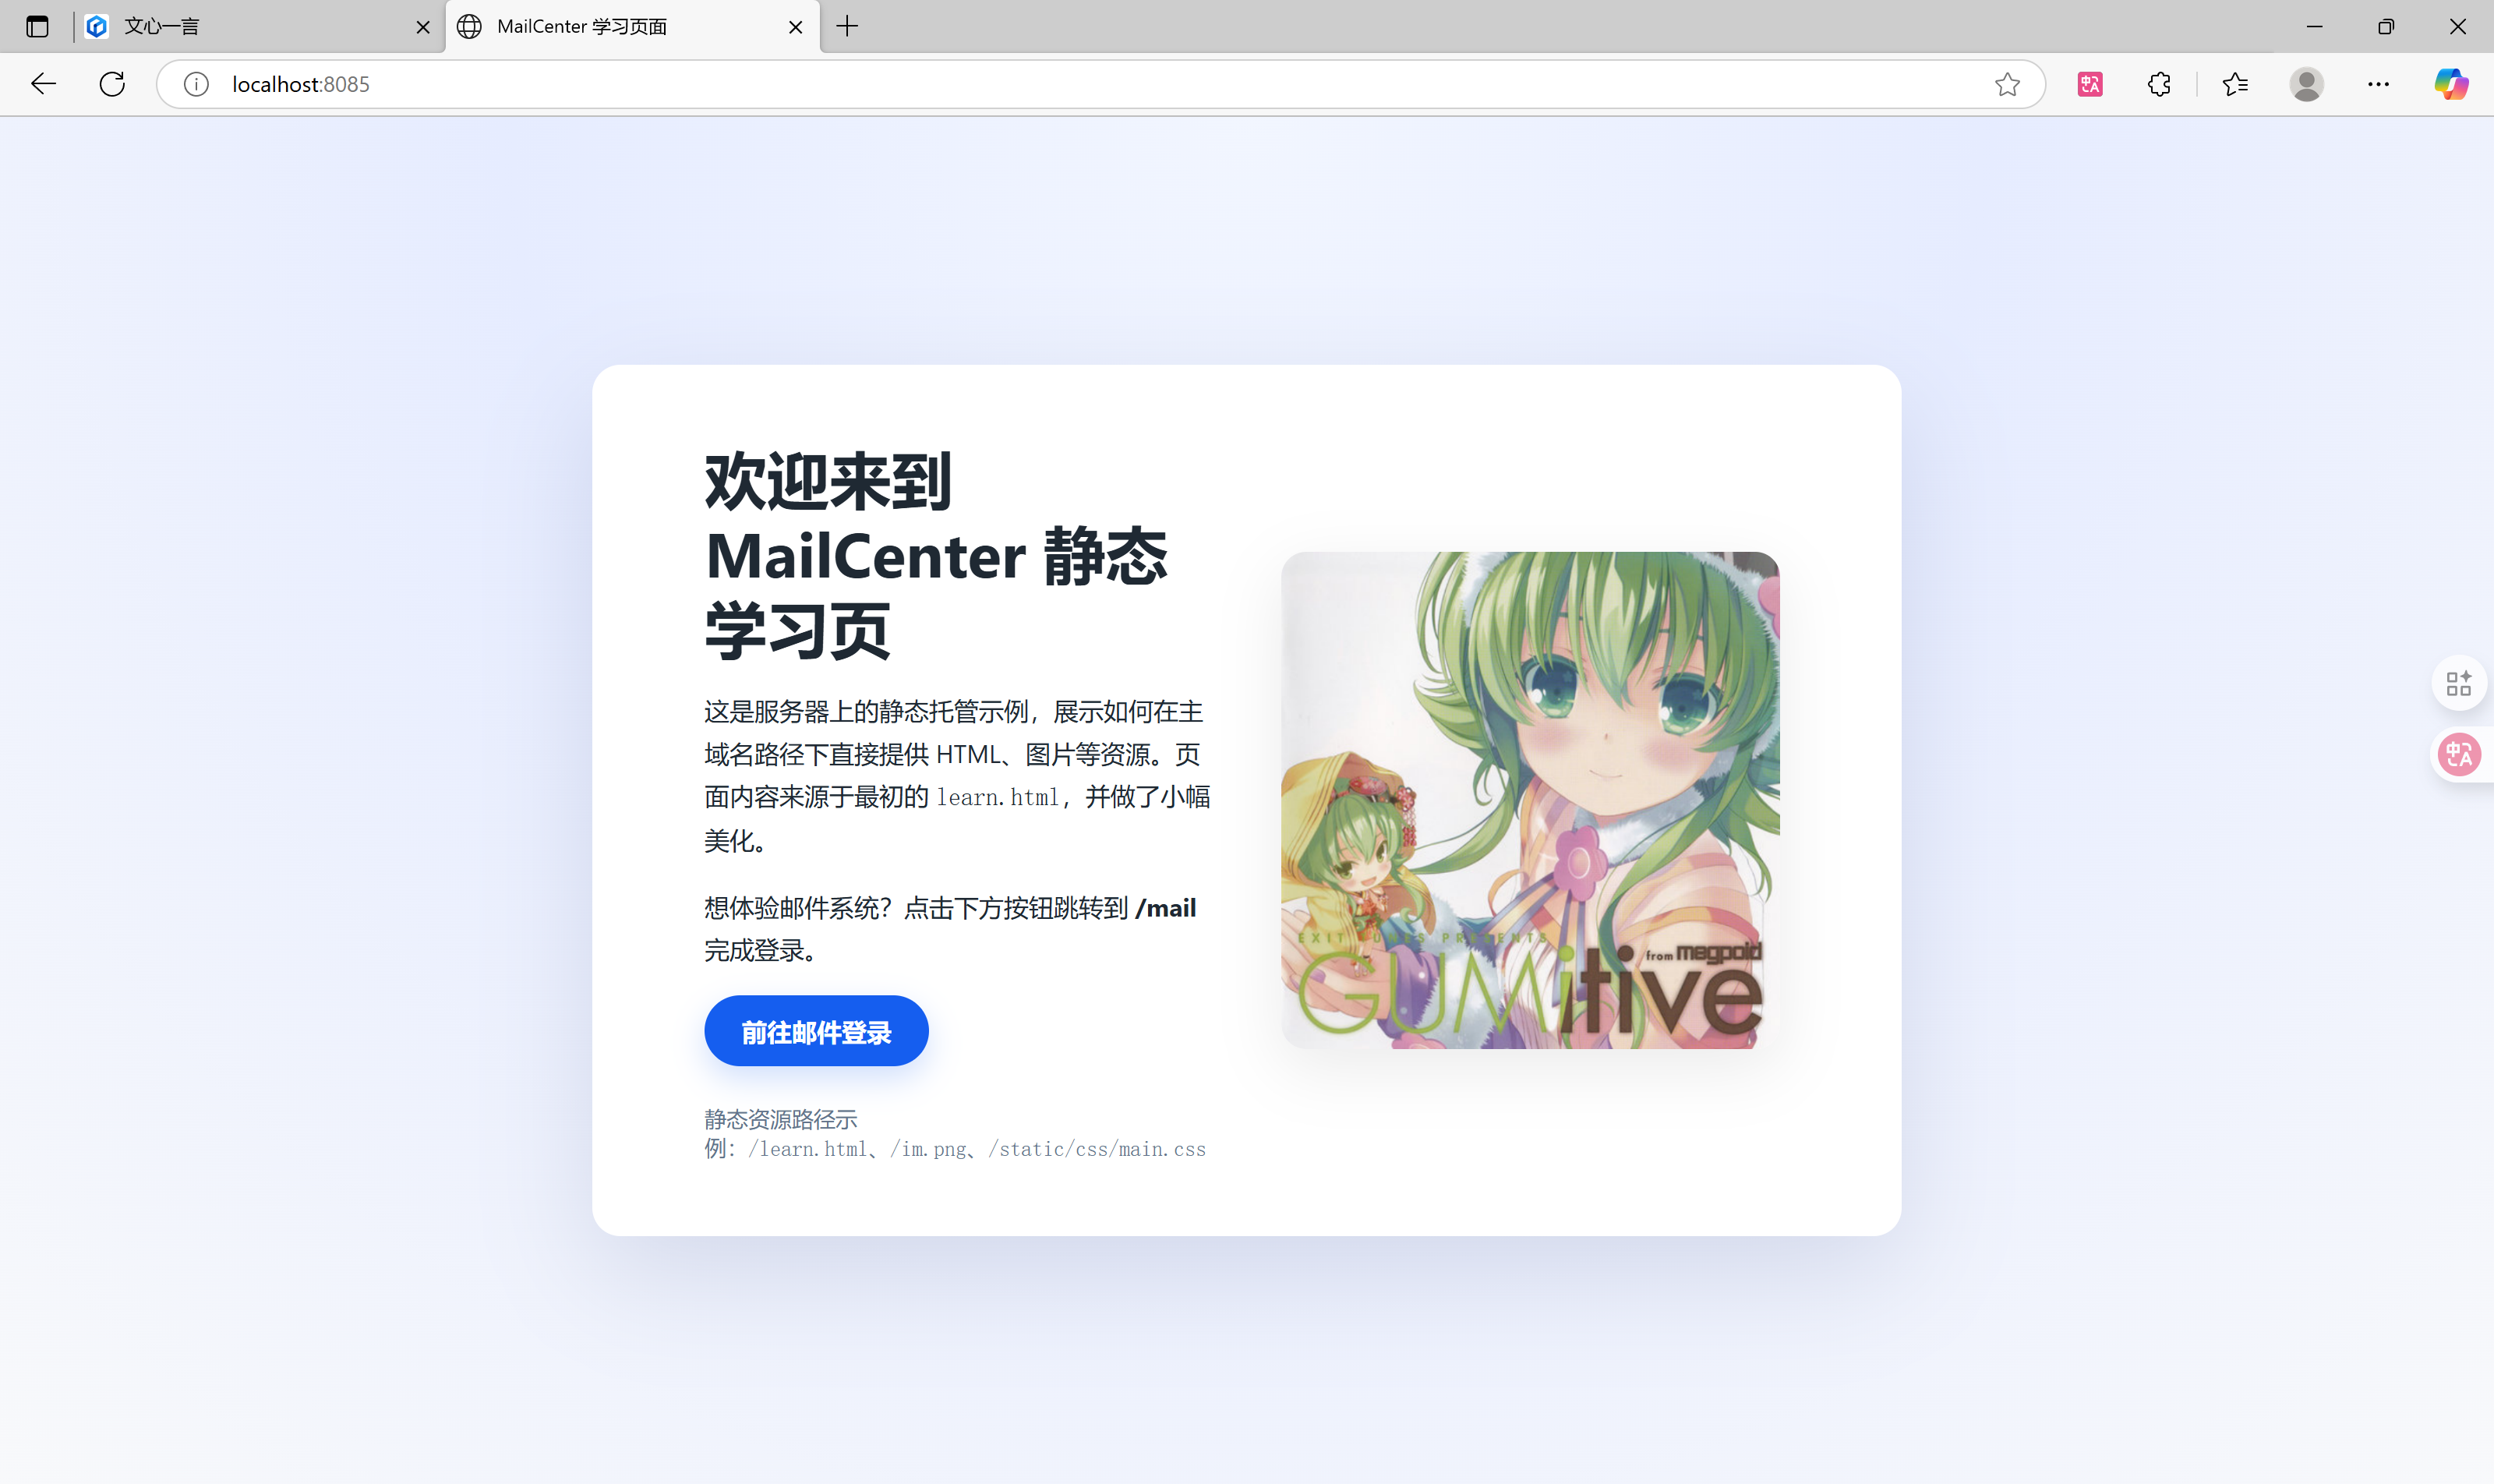 文心一言
MailCenter 学习页面
localhost:8085
欢迎来到
MailCenter 静态
学习页
这是服务器上的静态托管示例，展示如何在主
域名路径下直接提供 HTML、图片等资源。页
面内容来源于最初的 learn.html，并做了小幅
美化。
想体验邮件系统？点击下方按钮跳转到 /mail
完成登录。
前往邮件登录
静态资源路径示
例：/learn.html、/im.png、/static/css/main.css
EXIT TUNES PRESENTS
from megpoid
GUMitive
中A
中A